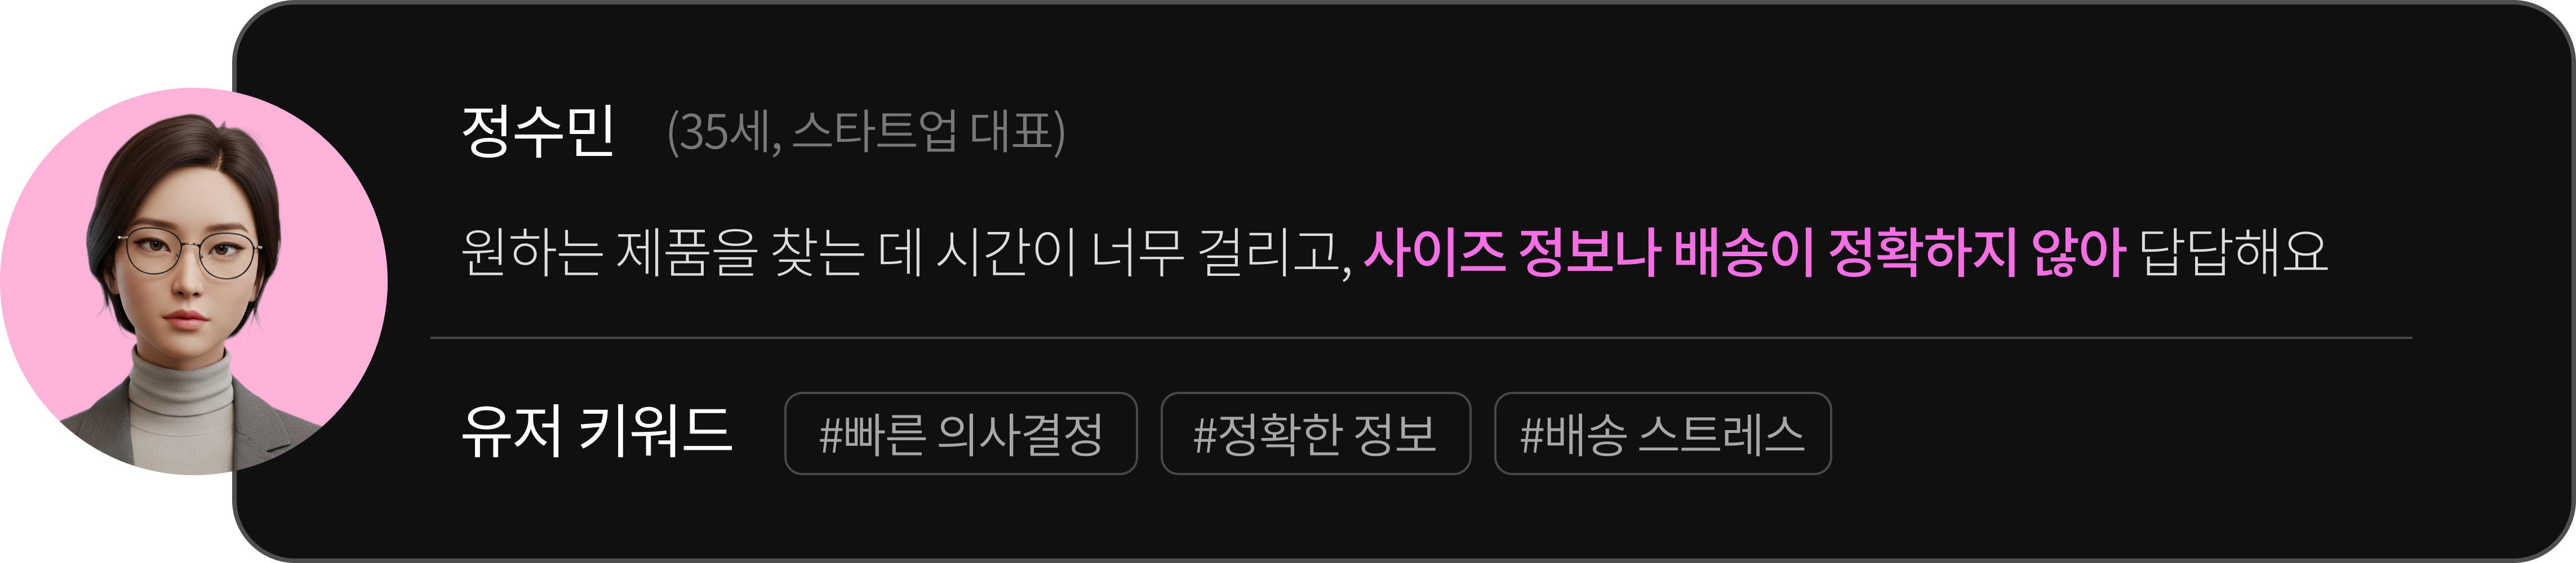 정수민 (35세, 스타트업 대표)
원하는 제품을 찾는 데 시간이 너무 걸리고, 사이즈 정보나 배송이 정확하지 않아 답답해요
유저 키워드 #빠른 의사결정 #정확한 정보 #배송 스트레스